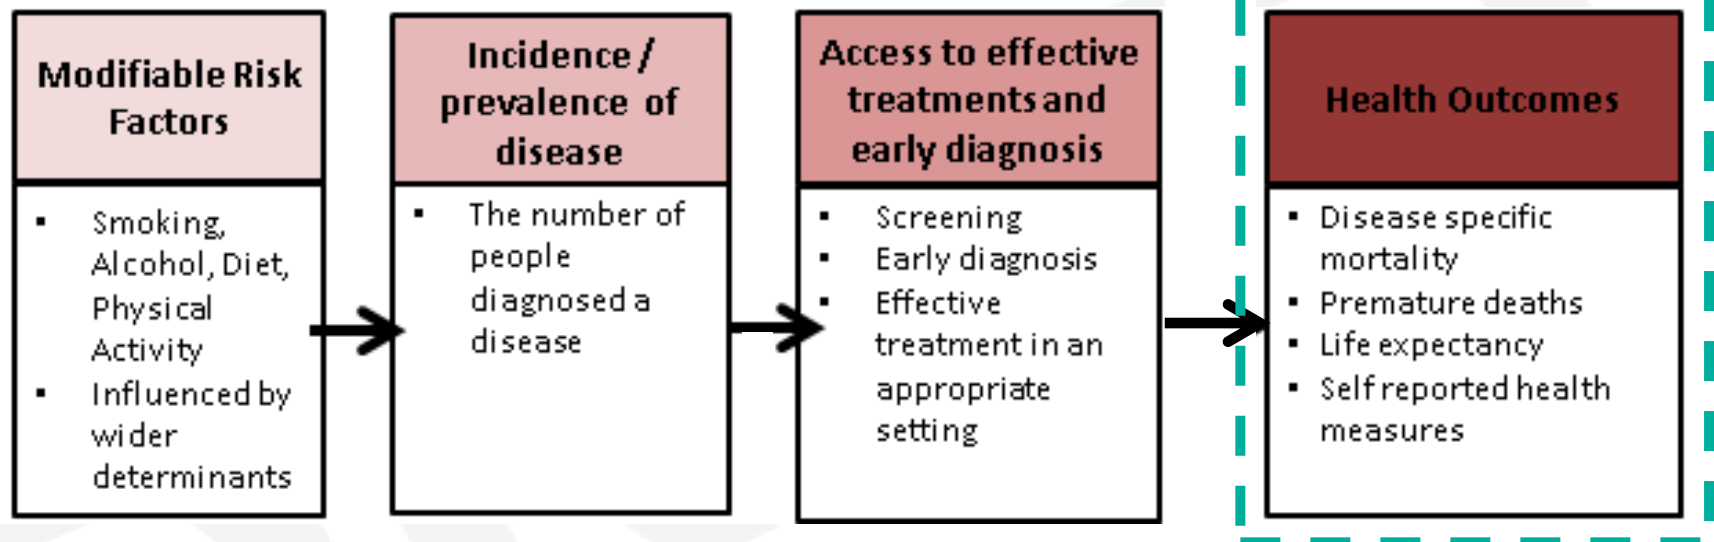 Modifiable Risk
Factors
▪ Smoking,
Alcohol, Diet,
Physical
Activity
▪ Influenced by
wider
determinants
Incidence /
prevalence of
disease
▪ The number of
people
diagnosed a
disease
Access to effective
treatments and
early diagnosis
▪ Screening
▪ Early diagnosis
▪ Effective
treatment in an
appropriate
setting
Health Outcomes
▪ Disease specific
mortality
▪ Premature deaths
▪ Life expectancy
▪ Self reported health
measures